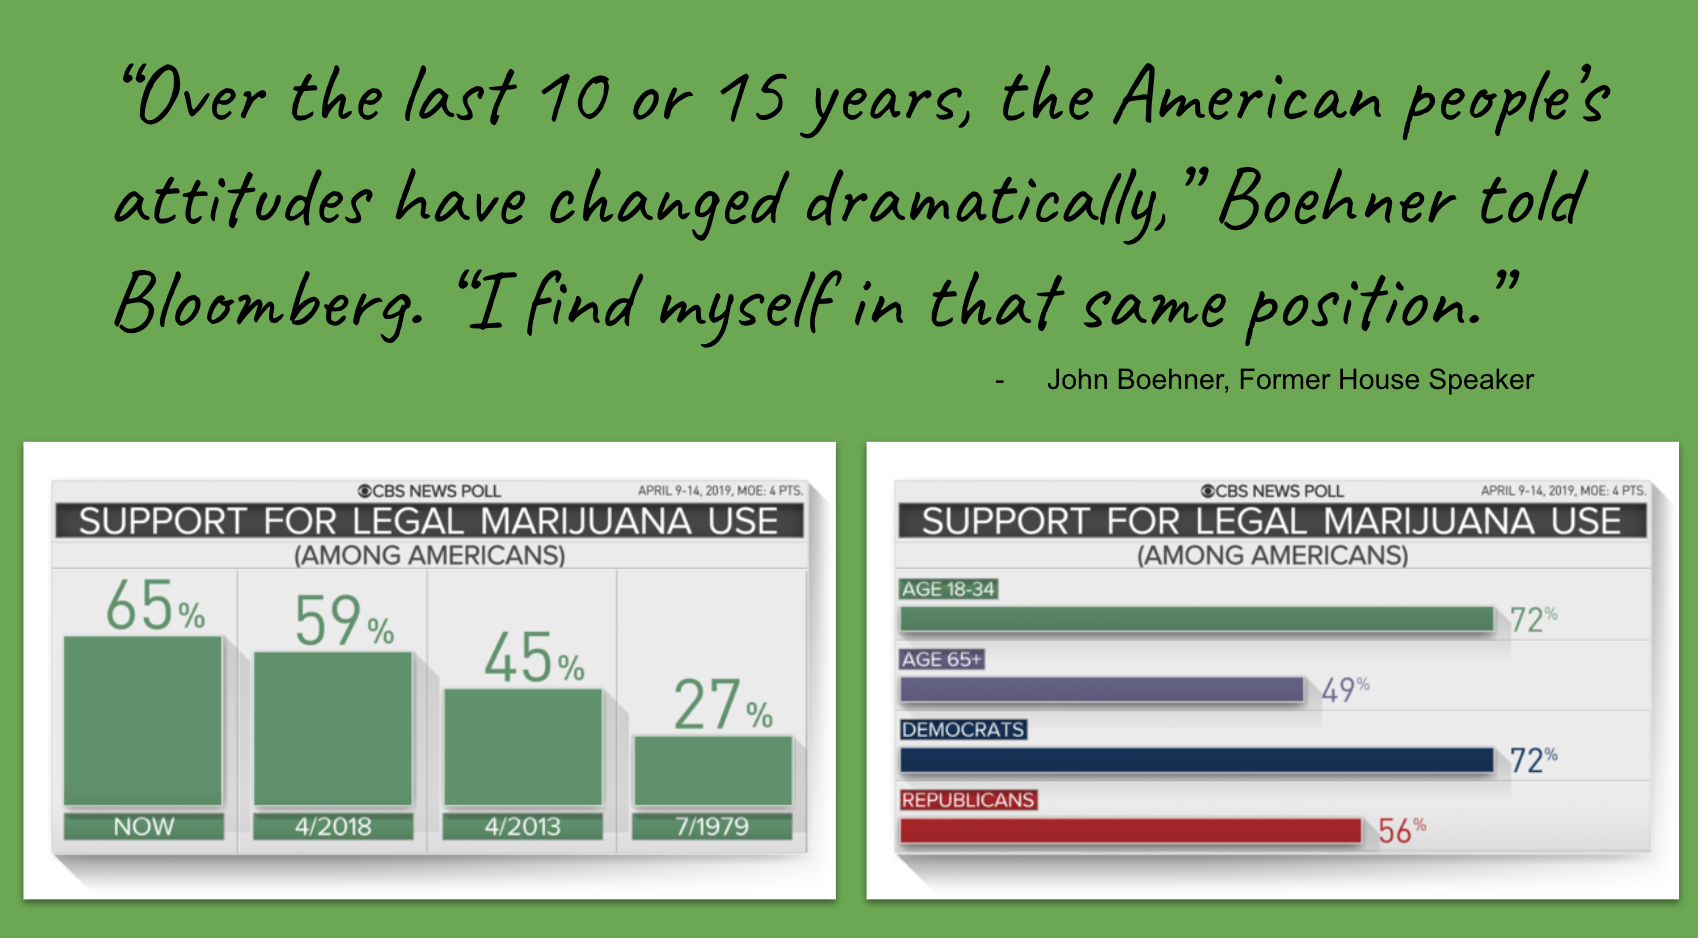 “Over the last 10 or 15 years, the American people’s
attitudes have changed dramatically,” Boehner told
Bloomberg. “I find myself in that same position.”
- John Boehner, Former House Speaker
CBS NEWS POLL APRIL 9-14, 2019, MOE: 4 PTS.
SUPPORT FOR LEGAL MARIJUANA USE
(AMONG AMERICANS)
65% 59% 45% 27%
NOW 4/2018 4/2013 7/1979
CBS NEWS POLL APRIL 9-14, 2019, MOE: 4 PTS.
SUPPORT FOR LEGAL MARIJUANA USE
(AMONG AMERICANS)
AGE 18-34
72%
AGE 65+
49%
DEMOCRATS
72%
REPUBLICANS
56%